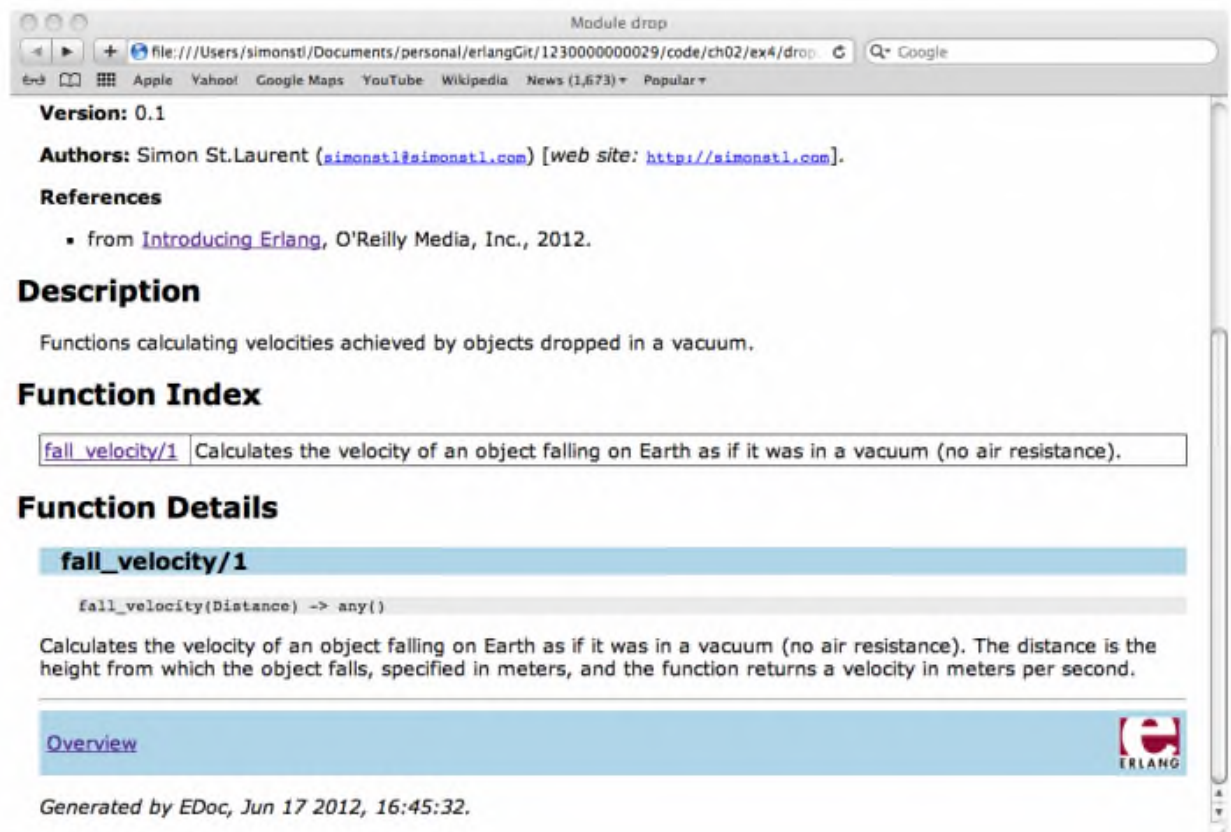 Module drop
file:///Users/simonstl/Documents/personal/erlangGit/1230000000029/code/ch02/ex4/drop.
Google
Apple Yahoo! Google Maps YouTube Wikipedia News (1,673) Popular
Version: 0.1
Authors: Simon St.Laurent (simonstl@simonstl.com) [web site: http://simonstl.com].
References
▪ from Introducing Erlang, O'Reilly Media, Inc., 2012.
Description
Functions calculating velocities achieved by objects dropped in a vacuum.
Function Index
fall_velocity/1 Calculates the velocity of an object falling on Earth as if it was in a vacuum (no air resistance).
Function Details
fall_velocity/1
fall_velocity(Distance) -> any()
Calculates the velocity of an object falling on Earth as if it was in a vacuum (no air resistance). The distance is the
height from which the object falls, specified in meters, and the function returns a velocity in meters per second.
Overview
e
ERLANG
Generated by EDoc, Jun 17 2012, 16:45:32.